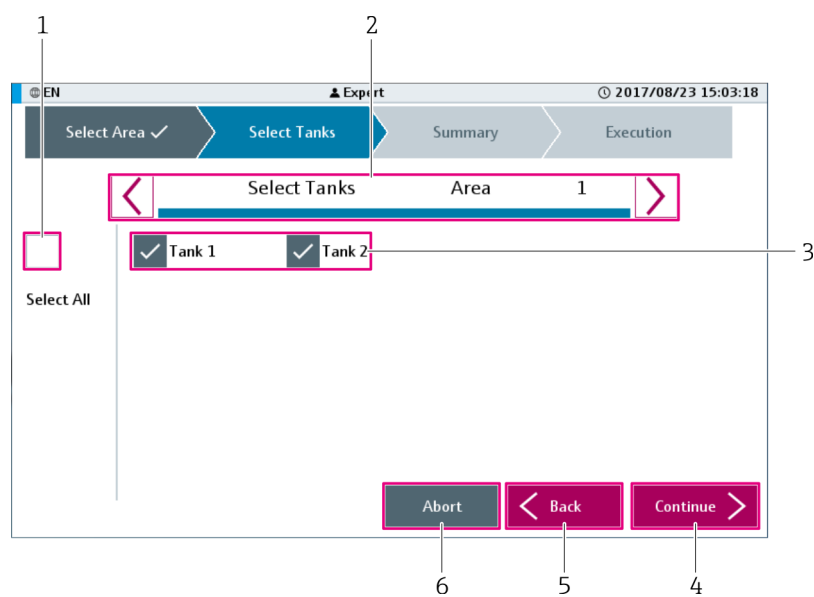 1 2
EN Expert 2017/08/23 15:03:18
Select Area Select Tanks Summary Execution
Select Tanks Area 1
Tank 1 Tank 2 3
Select All
Abort Back Continue
6 5 4